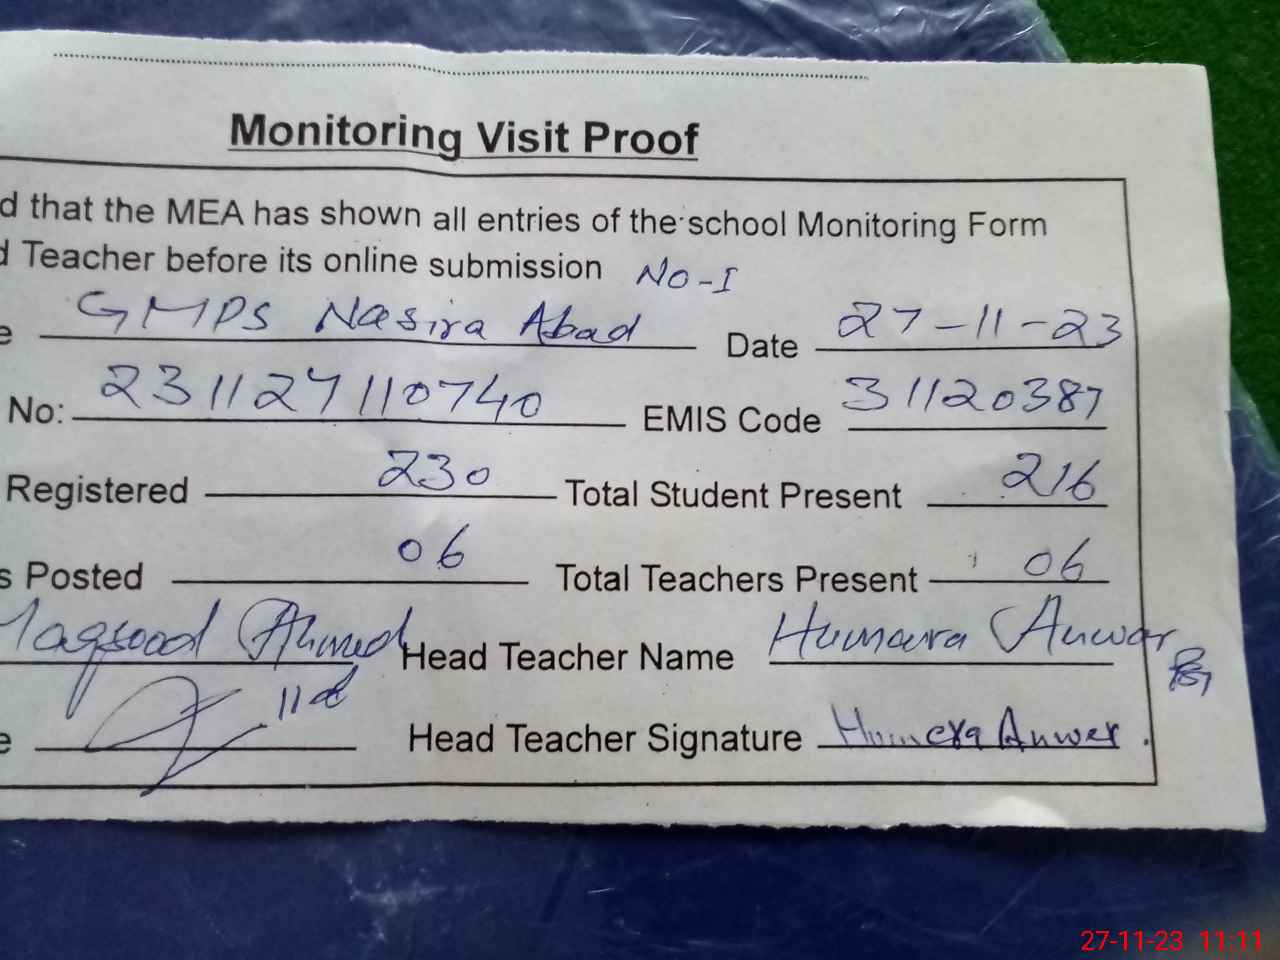 Monitoring Visit Proof
d that the MEA has shown all entries of the school Monitoring Form
d Teacher before its online submission NO-I
e GMPS Nasira Abad Date 27-11-23
No: 231127110740 EMIS Code 31120387
Registered 230 Total Student Present 216
s Posted 06 Total Teachers Present 06
Maqsood Ahmed Head Teacher Name Humaira Anwar
e Head Teacher Signature Humera Anwer
27-11-23 11:11